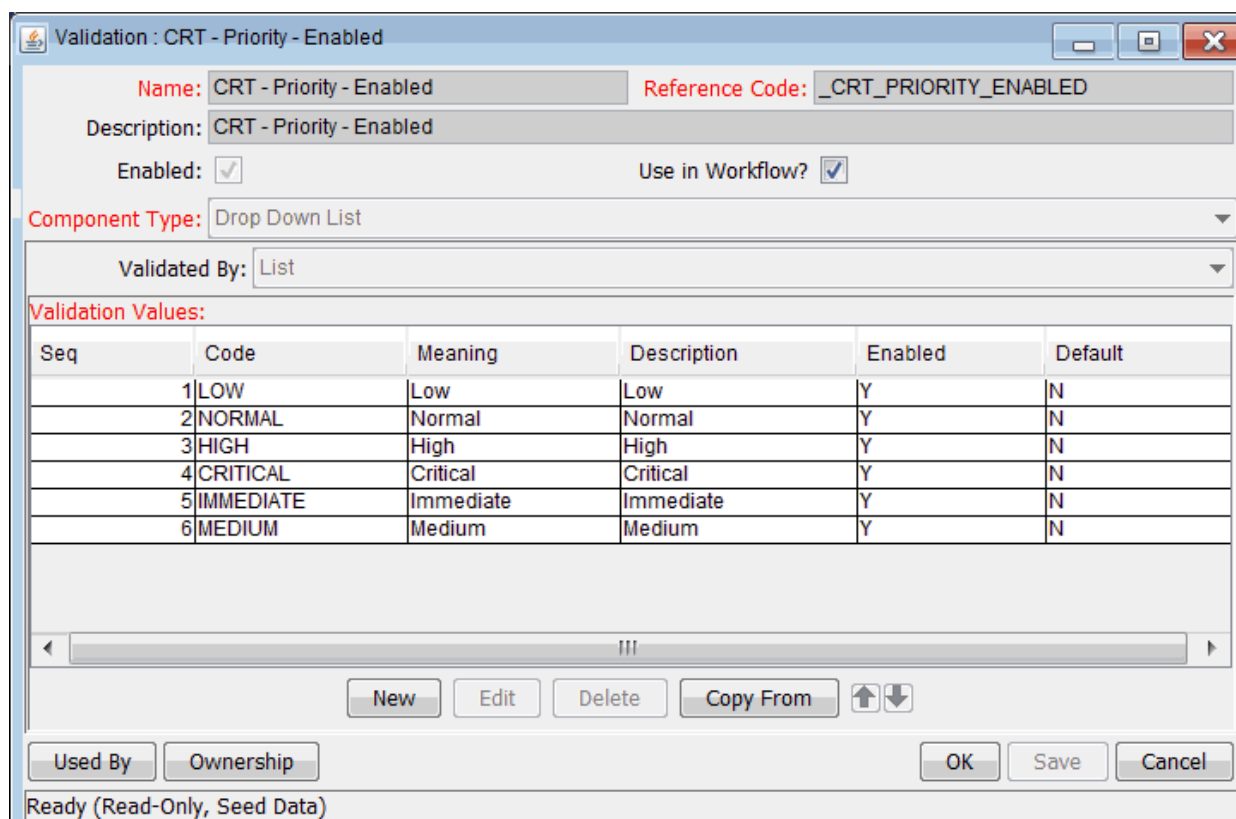 Validation : CRT - Priority - Enabled
Name: CRT - Priority - Enabled Reference Code: _CRT_PRIORITY_ENABLED
Description: CRT - Priority - Enabled
Enabled: Use in Workflow?
Component Type: Drop Down List
Validated By: List
Validation Values:
Seq Code Meaning Description Enabled Default
1 LOW Low Low Y N
2 NORMAL Normal Normal Y N
3 HIGH High High Y N
4 CRITICAL Critical Critical Y N
5 IMMEDIATE Immediate Immediate Y N
6 MEDIUM Medium Medium Y N
New Edit Delete Copy From
Used By Ownership OK Save Cancel
Ready (Read-Only, Seed Data)